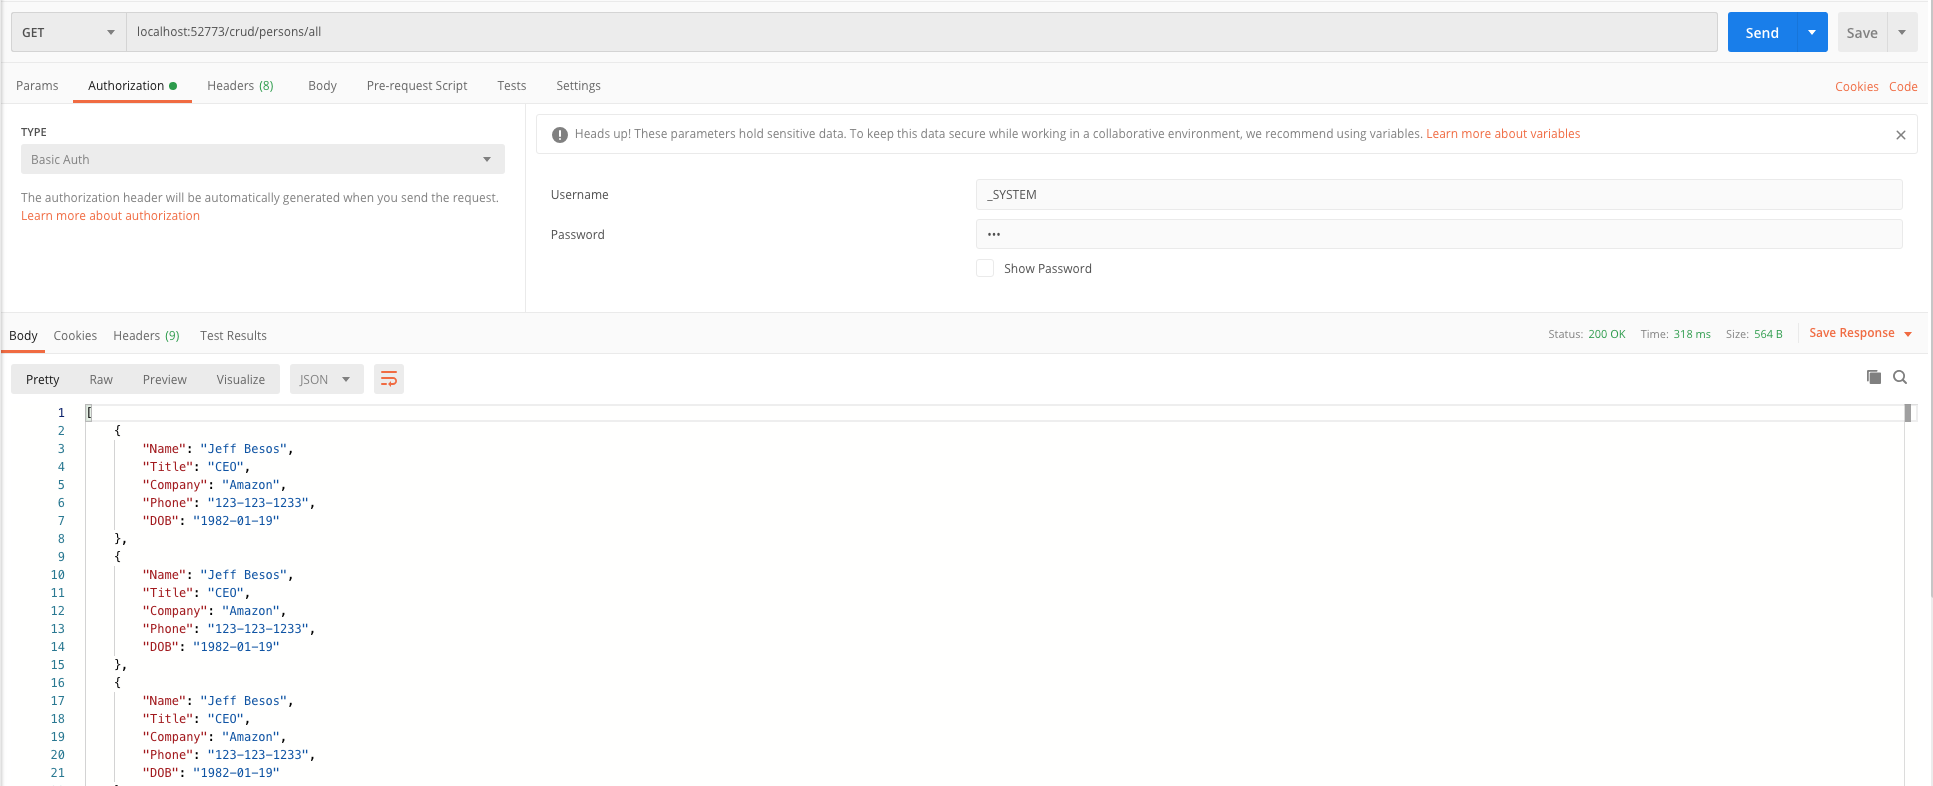 GET localhost:52773/crud/persons/all Send Save
Params Authorization Headers (8) Body Pre-request Script Tests Settings Cookies Code
TYPE
Basic Auth
The authorization header will be automatically generated when you send the request.
Learn more about authorization
Heads up! These parameters hold sensitive data. To keep this data secure while working in a collaborative environment, we recommend using variables. Learn more about variables
Username _SYSTEM
Password •••
Show Password
Body Cookies Headers (9) Test Results Status: 200 OK Time: 318 ms Size: 564 B Save Response
Pretty Raw Preview Visualize JSON
1 [
2 {
3 "Name": "Jeff Besos",
4 "Title": "CEO",
5 "Company": "Amazon",
6 "Phone": "123-123-1233",
7 "DOB": "1982-01-19"
8 },
9 {
10 "Name": "Jeff Besos",
11 "Title": "CEO",
12 "Company": "Amazon",
13 "Phone": "123-123-1233",
14 "DOB": "1982-01-19"
15 },
16 {
17 "Name": "Jeff Besos",
18 "Title": "CEO",
19 "Company": "Amazon",
20 "Phone": "123-123-1233",
21 "DOB": "1982-01-19"